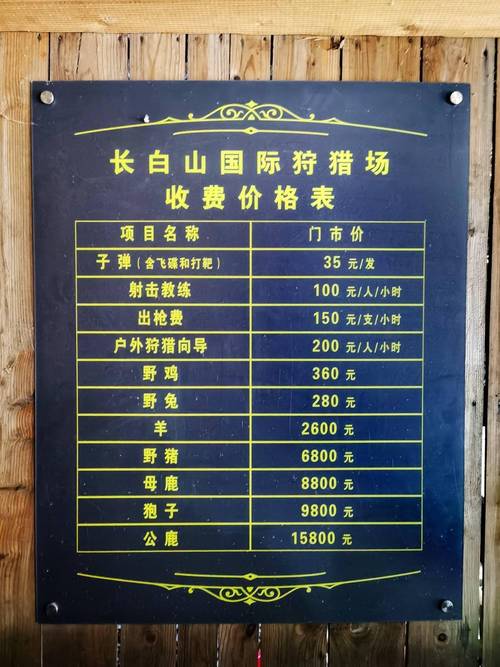 长白山国际狩猎场
收费价格表
项目名称 门市价
子弹（含飞碟和打靶） 35 元/发
射击教练 100 元/人/小时
出枪费 150 元/支/小时
户外狩猎向导 200 元/人/小时
野鸡 360 元
野兔 280 元
羊 2600 元
野猪 6800 元
母鹿 8800 元
狍子 9800 元
公鹿 15800 元